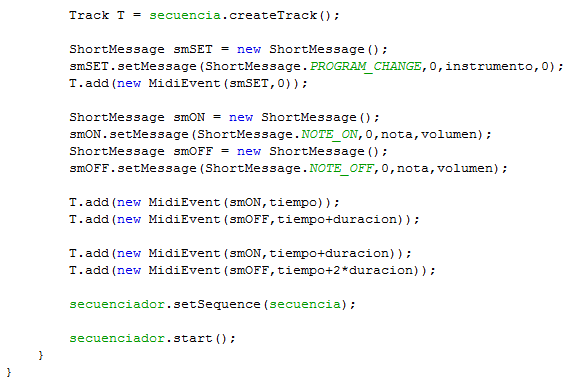 Track T = secuencia.createTrack();
ShortMessage smSET = new ShortMessage();
smSET.setMessage(ShortMessage.PROGRAM_CHANGE,0,instrumento,0);
T.add(new MidiEvent(smSET,0));
ShortMessage smON = new ShortMessage();
smON.setMessage(ShortMessage.NOTE_ON,0,nota,volumen);
ShortMessage smOFF = new ShortMessage();
smOFF.setMessage(ShortMessage.NOTE_OFF,0,nota,volumen);
T.add(new MidiEvent(smON,tiempo));
T.add(new MidiEvent(smOFF,tiempo+duracion));
T.add(new MidiEvent(smON,tiempo+duracion));
T.add(new MidiEvent(smOFF,tiempo+2*duracion));
secuenciador.setSequence(secuencia);
secuenciador.start();
}
}